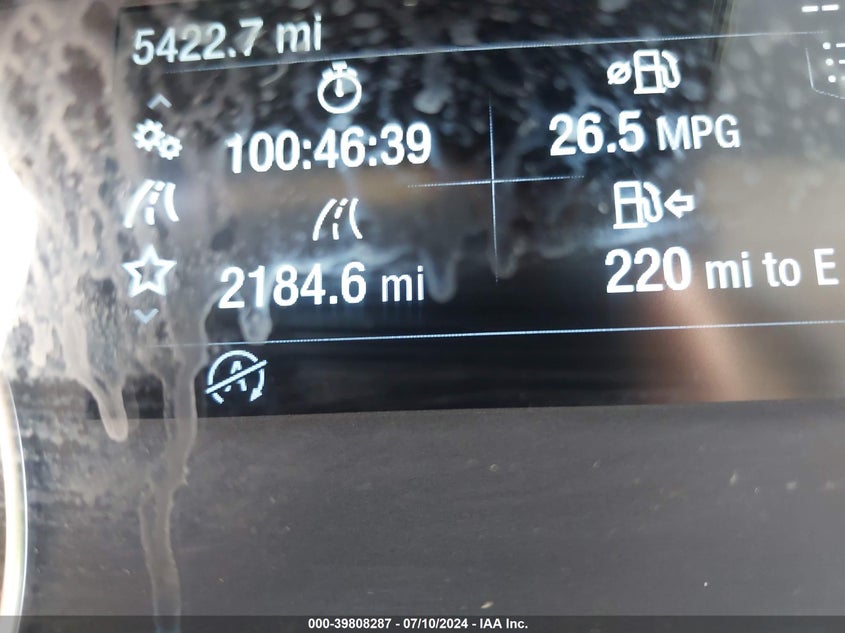 5422.7 mi
100:46:39
26.5 MPG
2184.6 mi
220 mi to E
A
000-39808287 - 07/10/2024 - IAA Inc.